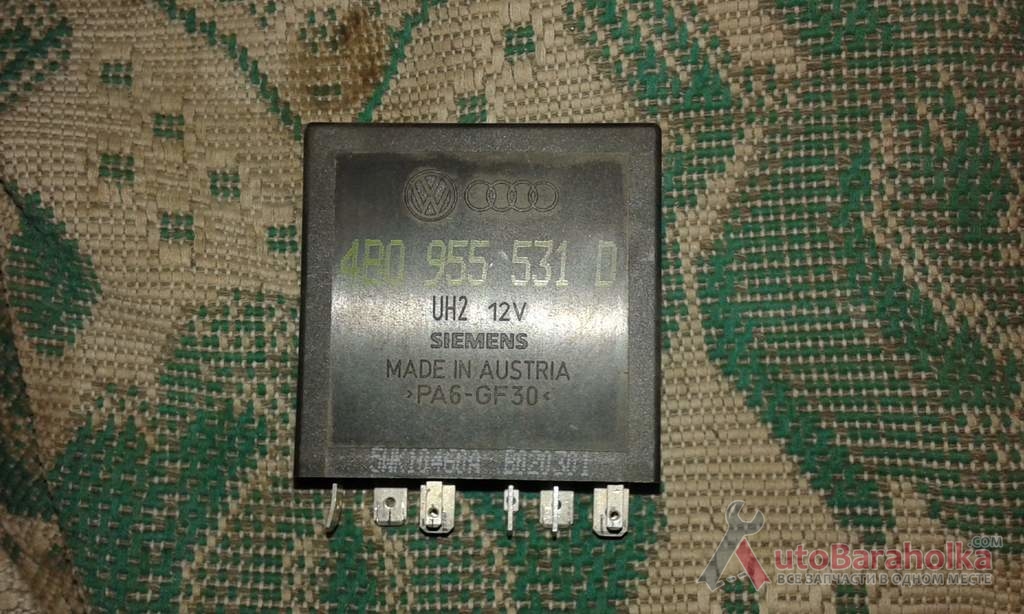 4B0 955 531 D
UH2 12V
SIEMENS
MADE IN AUSTRIA
>PA6-GF30<
5WK10460A B020301
AutoBaraholka.COM
ВСЕ ЗАПЧАСТИ В ОДНОМ МЕСТЕ